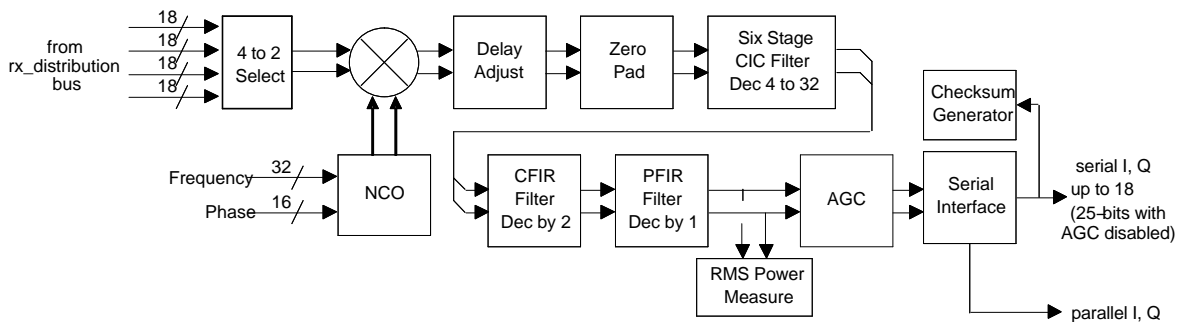 18
18
18
18
from
rx_distribution
bus
4 to 2
Select
Delay
Adjust
Zero
Pad
Six Stage
CIC Filter
Dec 4 to 32
Checksum
Generator
Frequency
32
Phase
16
NCO
CFIR
Filter
Dec by 2
PFIR
Filter
Dec by 1
AGC
Serial
Interface
serial I, Q
up to 18
(25–bits with
AGC disabled)
RMS Power
Measure
parallel I, Q